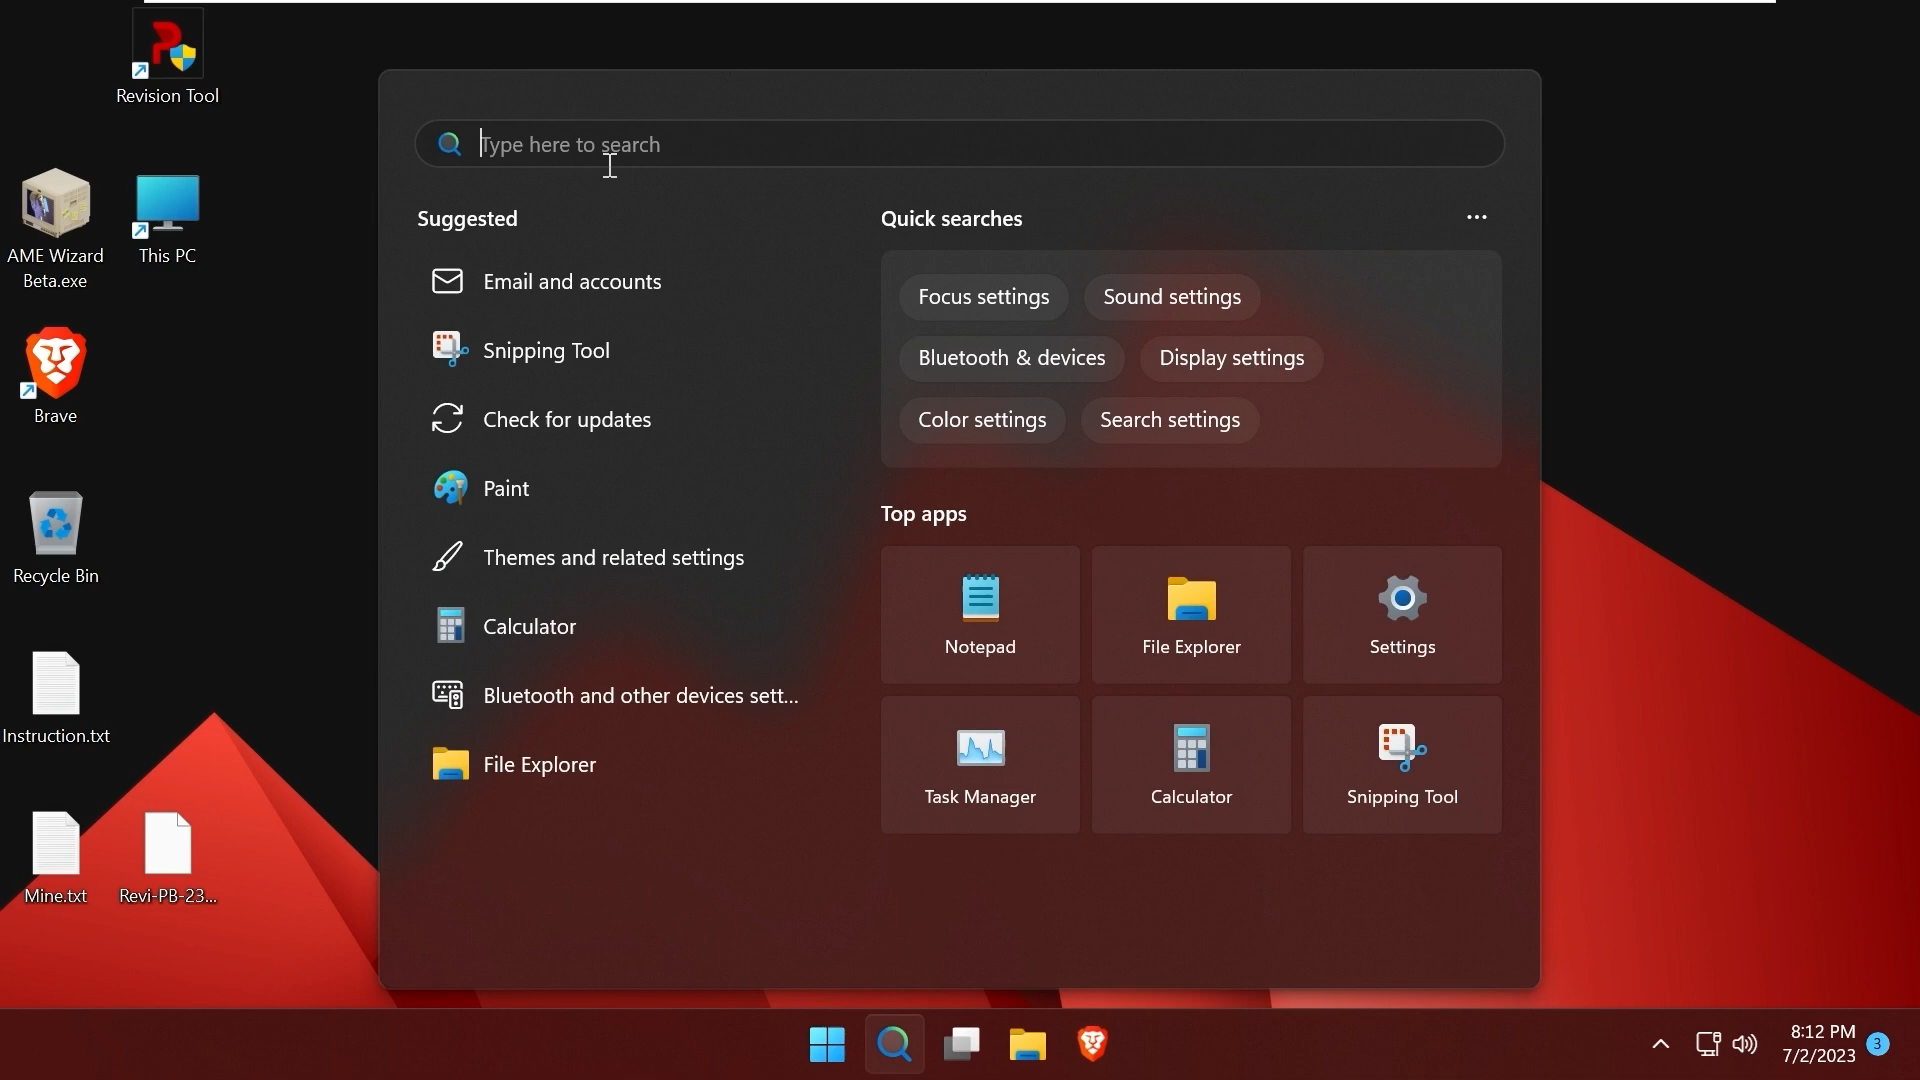 Revision Tool
AME Wizard
Beta.exe
This PC
Brave
Recycle Bin
Instruction.txt
Mine.txt
Revi-PB-23...
Type here to search
Suggested
Email and accounts
Snipping Tool
Check for updates
Paint
Themes and related settings
Calculator
Bluetooth and other devices sett...
File Explorer
Quick searches
Focus settings
Sound settings
Bluetooth & devices
Display settings
Color settings
Search settings
Top apps
Notepad
File Explorer
Settings
Task Manager
Calculator
Snipping Tool
8:12 PM
7/2/2023
3